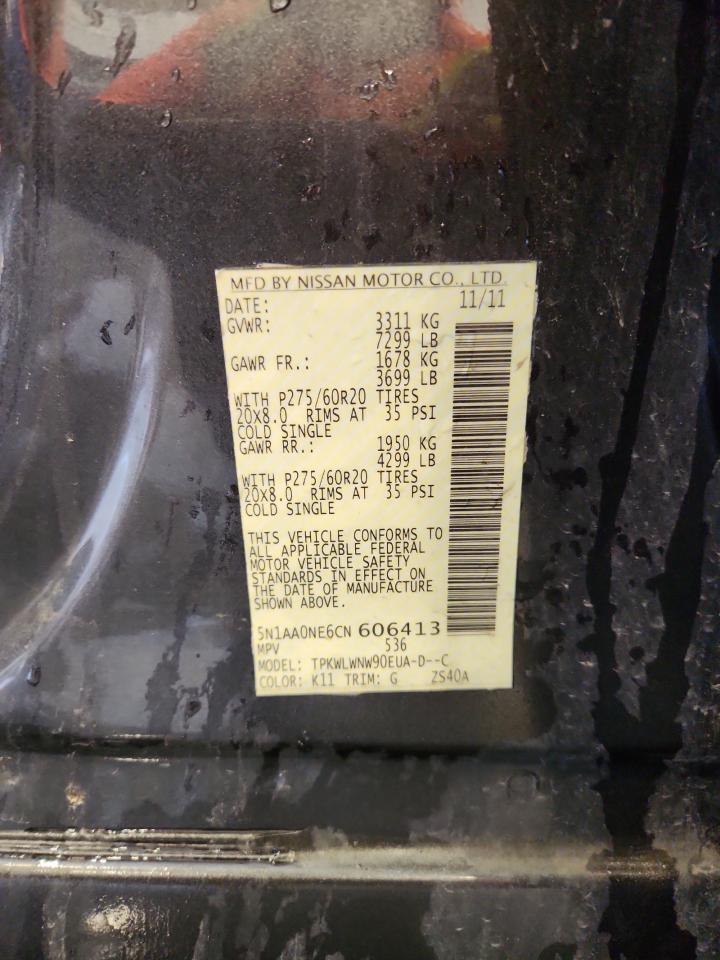 MFD BY NISSAN MOTOR CO., LTD.
DATE: 11/11
GVWR: 3311 KG
7299 LB
GAWR FR.: 1678 KG
3699 LB
WITH P275/60R20 TIRES
20X8.0 RIMS AT 35 PSI
COLD SINGLE
GAWR RR.: 1950 KG
4299 LB
WITH P275/60R20 TIRES
20X8.0 RIMS AT 35 PSI
COLD SINGLE
THIS VEHICLE CONFORMS TO
ALL APPLICABLE FEDERAL
MOTOR VEHICLE SAFETY
STANDARDS IN EFFECT ON
THE DATE OF MANUFACTURE
SHOWN ABOVE.
5N1AA0NE6CN 606413
MPV 536
MODEL: TPKWLWNW90EUA-D--C
COLOR: K11 TRIM: G ZS40A